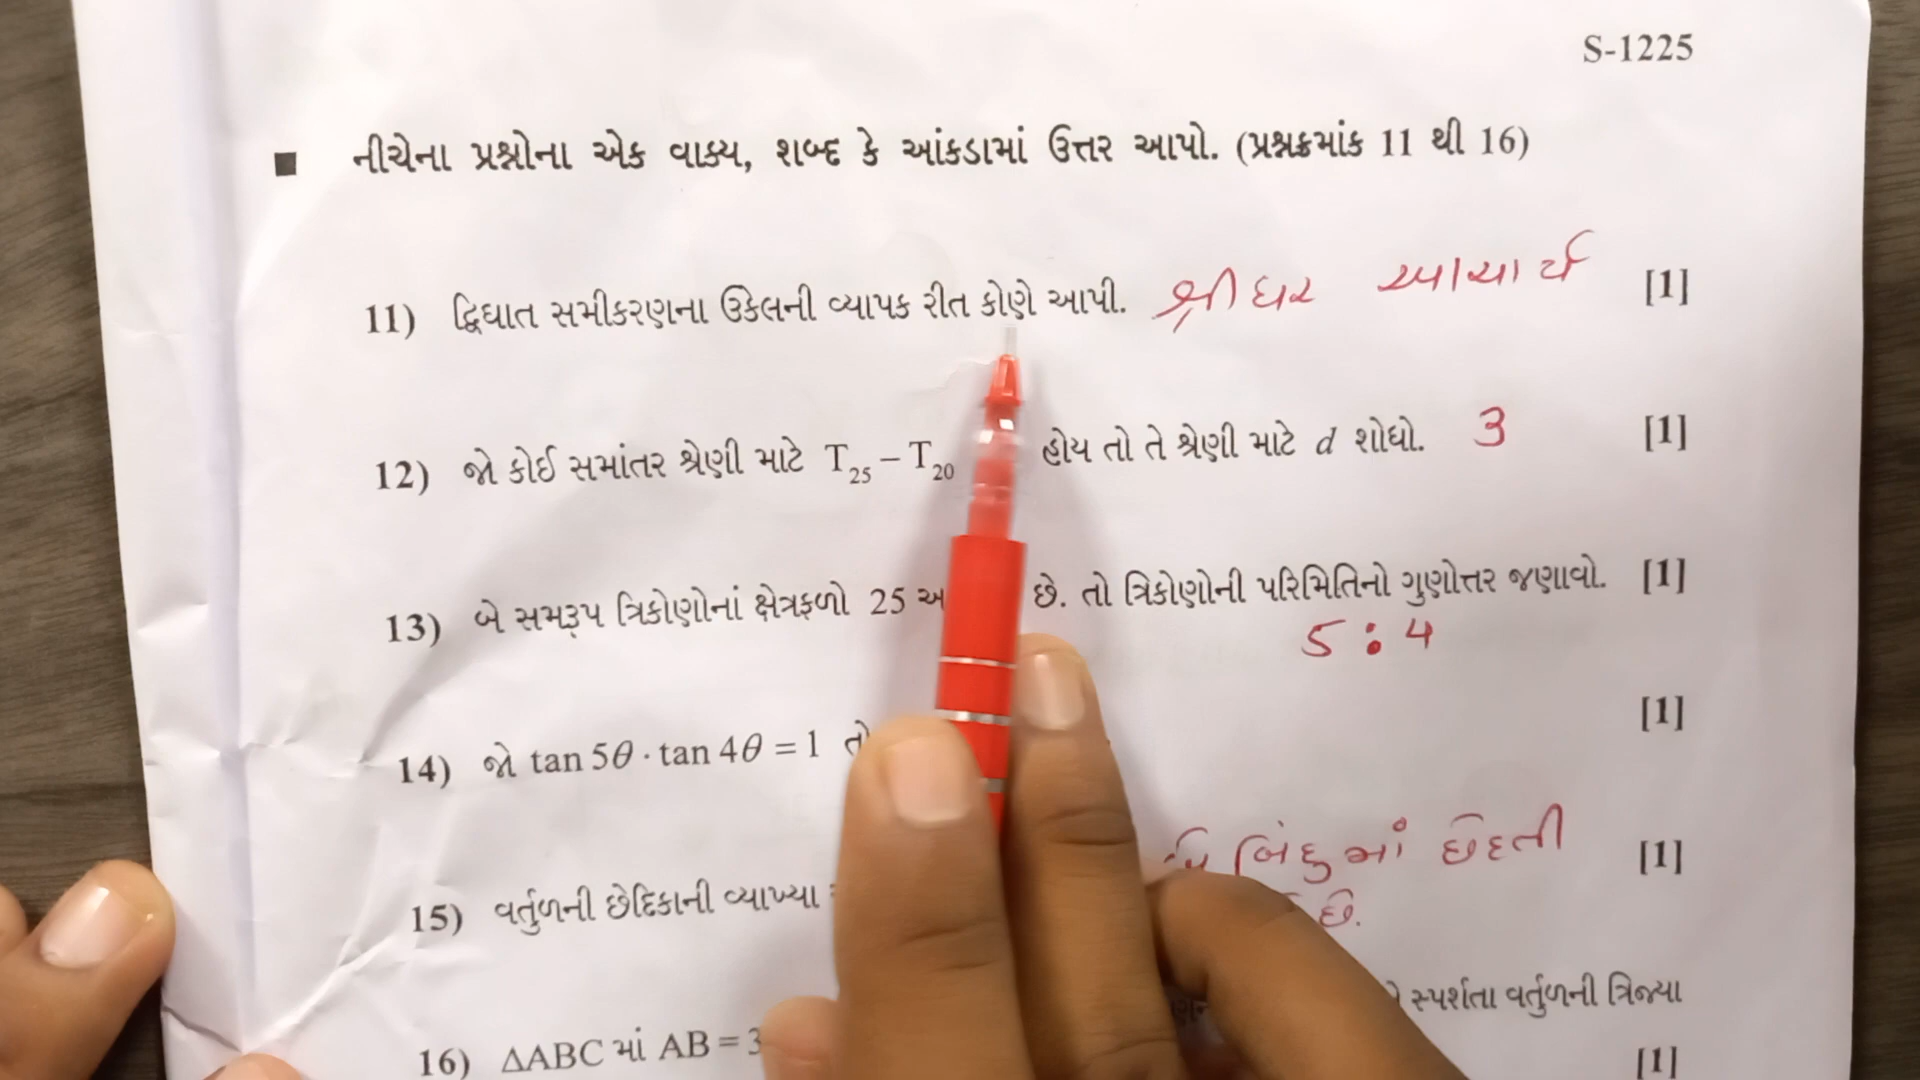 S-1225
■ નીચેના પ્રશ્નોના એક વાક્ય, શબ્દ કે આંકડામાં ઉત્તર આપો. (પ્રશ્નક્રમાંક 11 થી 16)
11) દ્વિઘાત સમીકરણના ઉકેલની વ્યાપક રીત કોણે આપી. શ્રીધર આચાર્ય [1]
12) જો કોઈ સમાંતર શ્રેણી માટે T₂₅ – T₂₀ હોય તો તે શ્રેણી માટે d શોધો. 3 [1]
13) બે સમરૂપ ત્રિકોણોનાં ક્ષેત્રફળો 25 છે. તો ત્રિકોણોની પરિમિતિનો ગુણોત્તર જણાવો. [1]
5 : 4
14) જો tan 5θ · tan 4θ = 1 [1]
15) વર્તુળની છેદિકાની વ્યાખ્યા બિંદુમાં છેદતી [1]
છે.
16) ΔABC માં AB = 3 સ્પર્શતા વર્તુળની ત્રિજ્યા
[1]